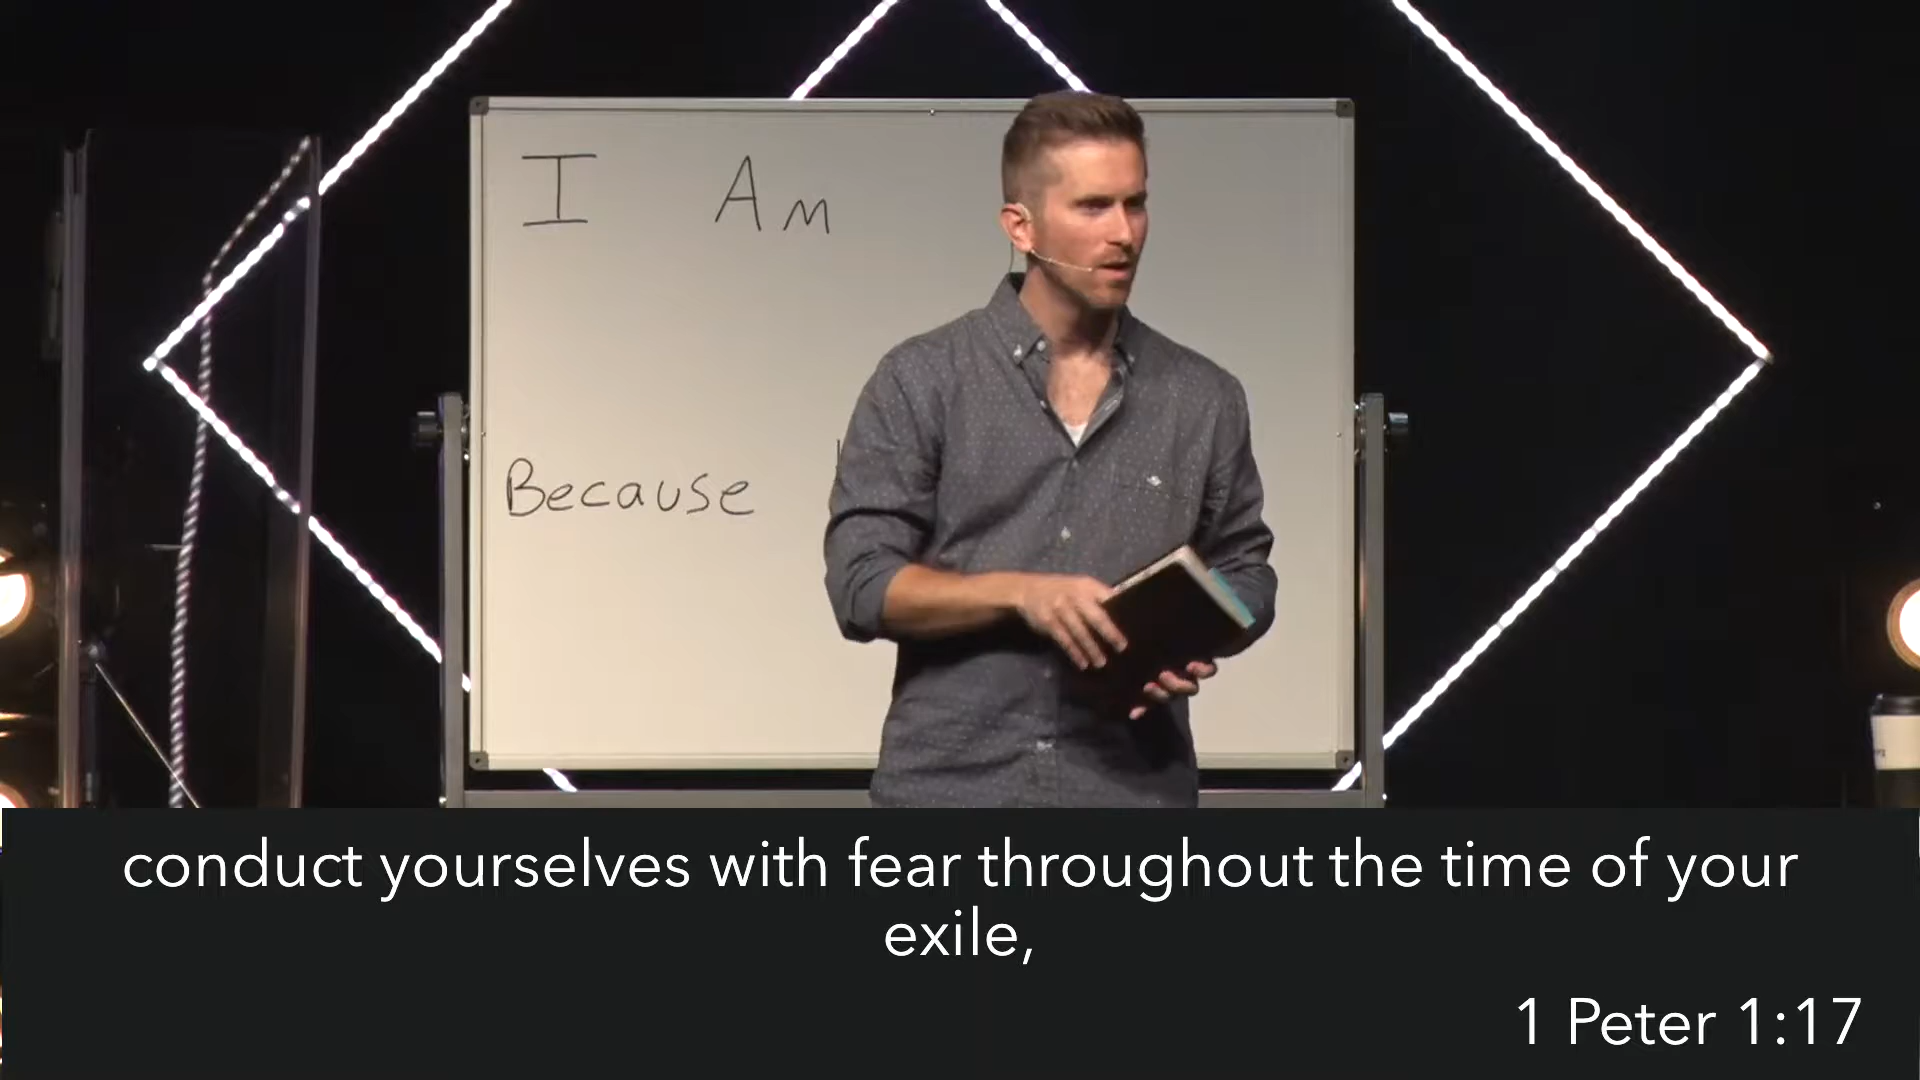 I Am
Because
conduct yourselves with fear throughout the time of your
exile,
1 Peter 1:17